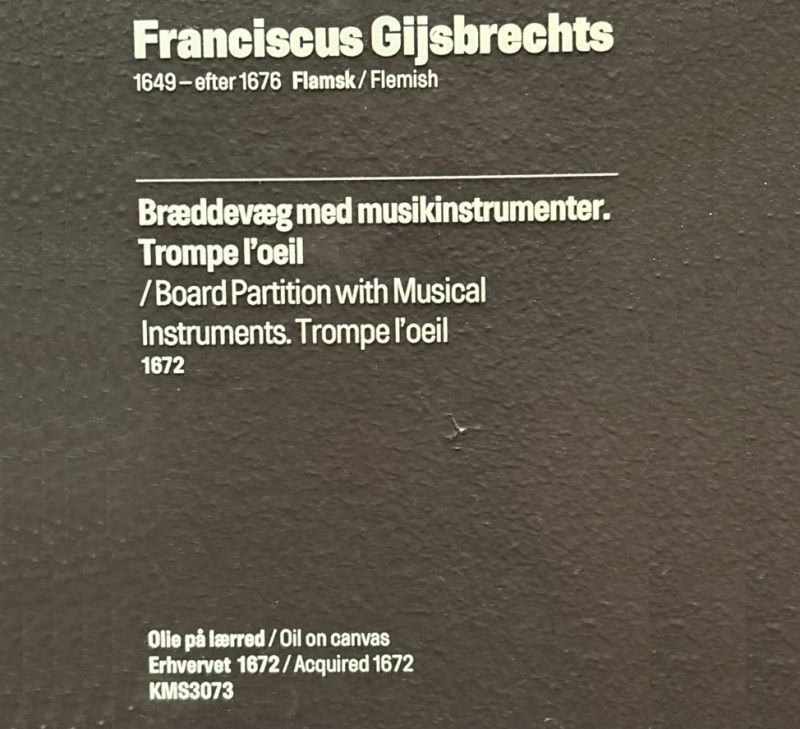 Franciscus Gijsbrechts
1649 – efter 1676 Flamsk / Flemish
Bræddevæg med musikinstrumenter.
Trompe l'oeil
/ Board Partition with Musical
Instruments. Trompe l'oeil
1672
Olie på lærred / Oil on canvas
Erhvervet 1672 / Acquired 1672
KMS3073